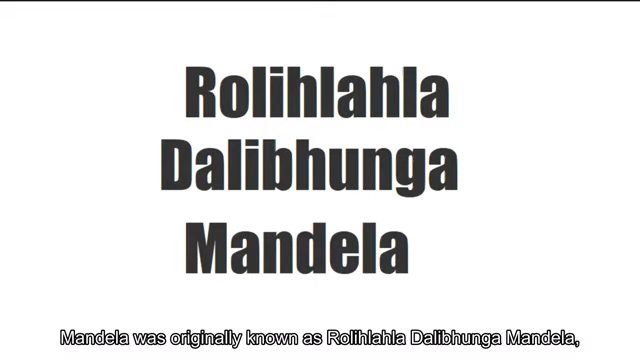 Rolihlahla
Dalibhunga
Mandela
Mandela was originally known as Rolihlahla Dalibhunga Mandela,